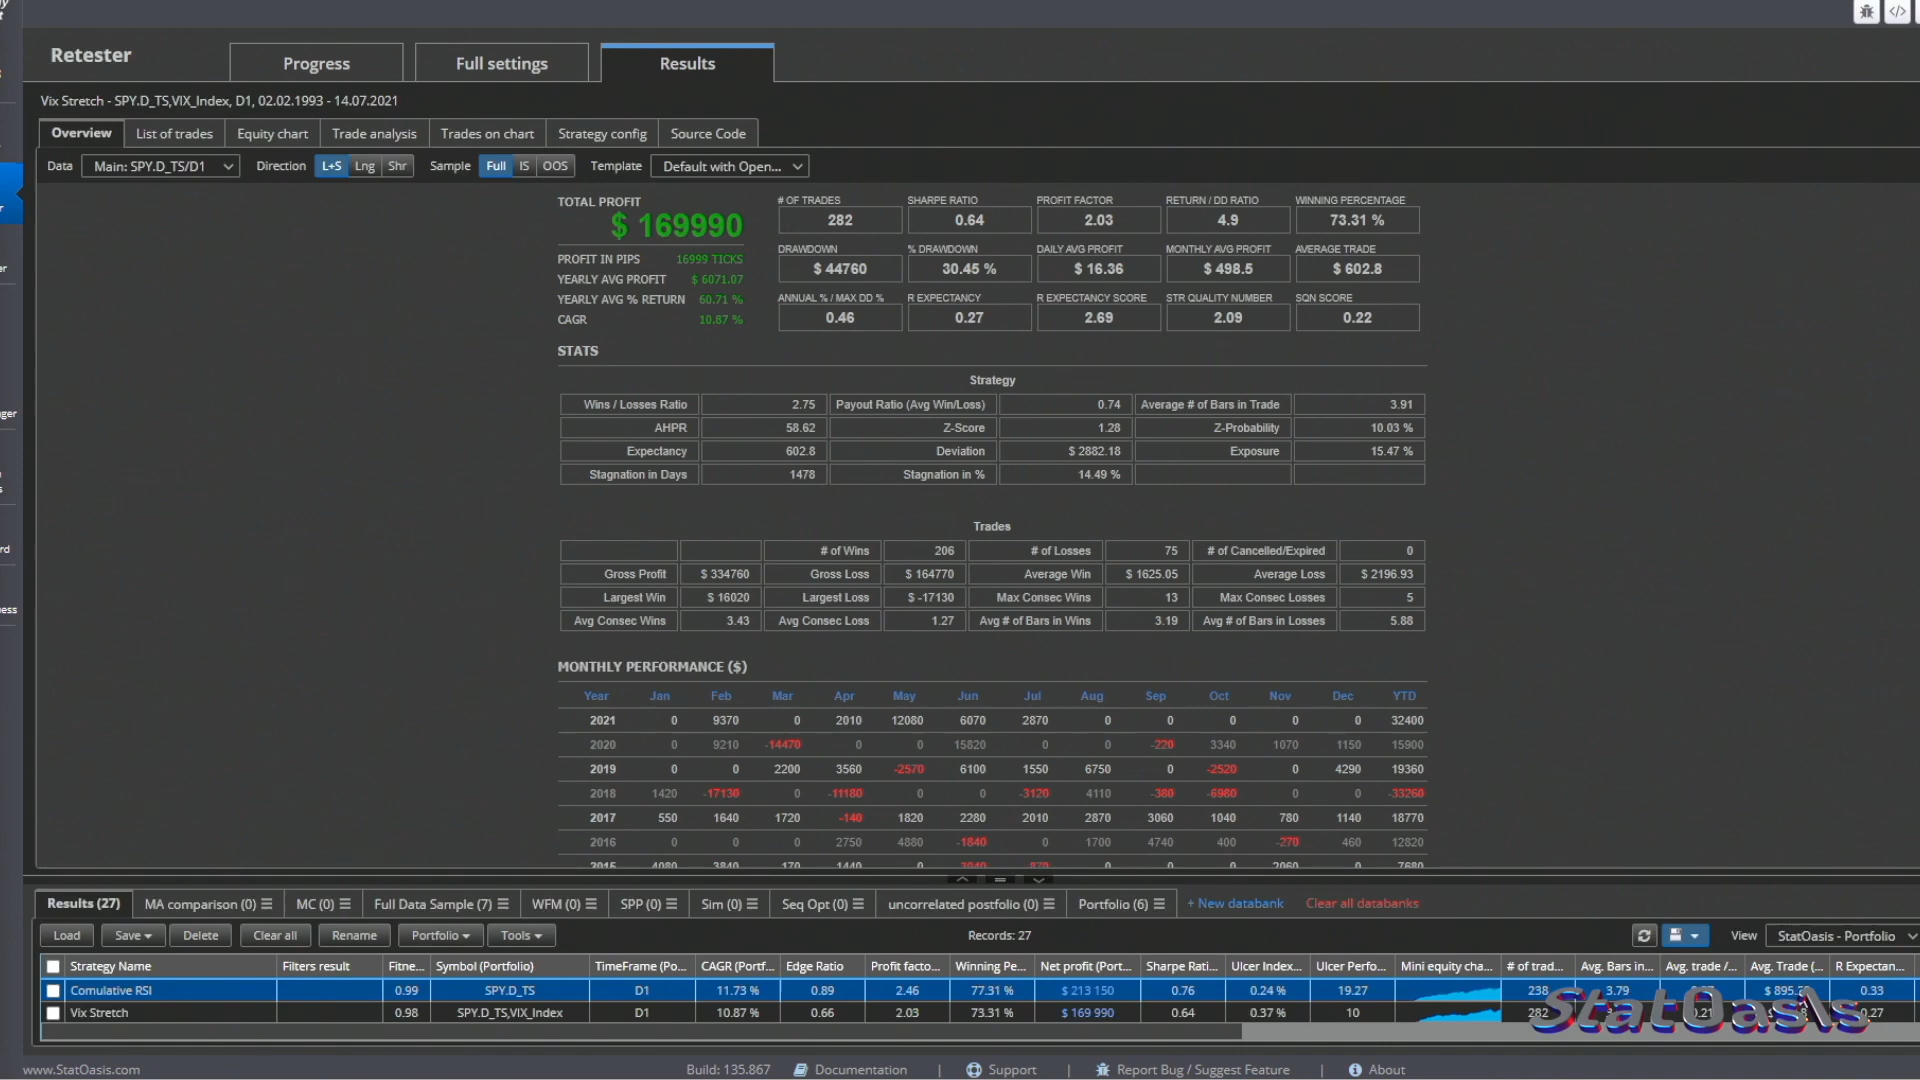 Retester
Progress
Full settings
Results
Vix Stretch - SPY.D_TS,VIX_Index, D1, 02.02.1993 - 14.07.2021
Overview List of trades Equity chart Trade analysis Trades on chart Strategy config Source Code
Data Main: SPY.D_TS/D1 Direction L+S Lng Shr Sample Full IS OOS Template Default with Open...
TOTAL PROFIT
$ 169990
PROFIT IN PIPS 16999 TICKS
YEARLY AVG PROFIT $ 6071.07
YEARLY AVG % RETURN 60.71 %
CAGR 10.87 %
# OF TRADES SHARPE RATIO PROFIT FACTOR RETURN / DD RATIO WINNING PERCENTAGE
282 0.64 2.03 4.9 73.31 %
DRAWDOWN % DRAWDOWN DAILY AVG PROFIT MONTHLY AVG PROFIT AVERAGE TRADE
$ 44760 30.45 % $ 16.36 $ 498.5 $ 602.8
ANNUAL % / MAX DD % R EXPECTANCY R EXPECTANCY SCORE STR QUALITY NUMBER SQN SCORE
0.46 0.27 2.69 2.09 0.22
STATS
Strategy
Wins / Losses Ratio 2.75 Payout Ratio (Avg Win/Loss) 0.74 Average # of Bars in Trade 3.91
AHPR 58.62 Z-Score 1.28 Z-Probability 10.03 %
Expectancy 602.8 Deviation $ 2882.18 Exposure 15.47 %
Stagnation in Days 1478 Stagnation in % 14.49 %
Trades
# of Wins 206 # of Losses 75 # of Cancelled/Expired 0
Gross Profit $ 334760 Gross Loss $ 164770 Average Win $ 1625.05 Average Loss $ 2196.93
Largest Win $ 16020 Largest Loss $ -17130 Max Consec Wins 13 Max Consec Losses 5
Avg Consec Wins 3.43 Avg Consec Loss 1.27 Avg # of Bars in Wins 3.19 Avg # of Bars in Losses 5.88
MONTHLY PERFORMANCE ($)
Year Jan Feb Mar Apr May Jun Jul Aug Sep Oct Nov Dec YTD
2021 0 9370 0 2010 12080 6070 2870 0 0 0 0 0 32400
2020 0 9210 -14470 0 0 15820 0 0 -220 3340 1070 1150 15900
2019 0 0 2200 3560 -2570 6100 1550 6750 0 -2520 0 4290 19360
2018 1420 -17130 0 -11180 0 0 -3120 4110 -380 -6980 0 0 -33260
2017 550 1640 1720 -140 1820 2280 2010 2870 3060 1040 780 1140 18770
2016 0 0 0 2750 4880 -1840 0 1700 4740 400 -270 460 12820
2015 4080 3840 170 1440 0 0 0 0 2060 0 7680
Results (27) MA comparison (0) MC (0) Full Data Sample (7) WFM (0) SPP (0) Sim (0) Seq Opt (0) uncorrelated postfolio (0) Portfolio (6) + New databank Clear all databanks
Load Save Delete Clear all Rename Portfolio Tools Records: 27 View StatOasis - Portfolio
Strategy Name Filters result Fitne... Symbol (Portfolio) TimeFrame (Po... CAGR (Portf... Edge Ratio Profit facto... Winning Pe... Net profit (Port... Sharpe Rati... Ulcer Index... Ulcer Perfo... Mini equity cha... # of trad... Avg. Bars in... Avg. trade /... Avg. Trade (... R Expectan...
Comulative RSI 0.99 SPY.D_TS D1 11.73 % 0.89 2.46 77.31 % $ 213 150 0.76 0.24 % 19.27 238 3.79 $ 895. 0.33
Vix Stretch 0.98 SPY.D_TS,VIX_Index D1 10.87 % 0.66 2.03 73.31 % $ 169 990 0.64 0.37 % 10 282 0.21 0.27
StatOasis
www.StatOasis.com Build: 135.867 Documentation | Support | Report Bug / Suggest Feature | About